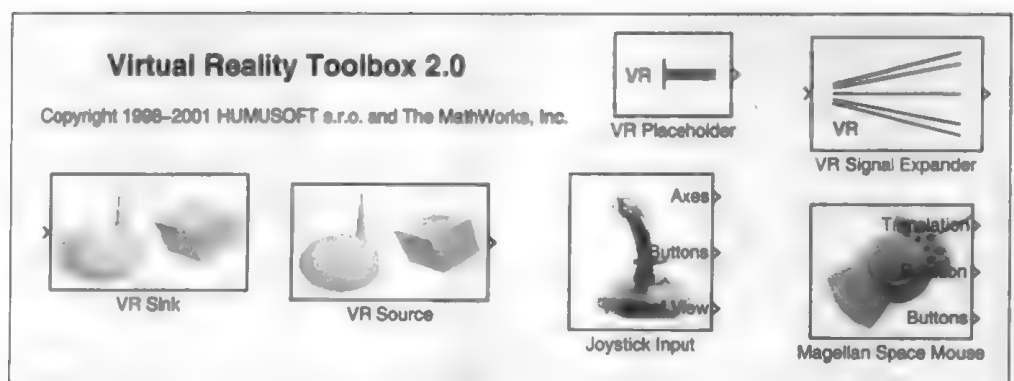 Virtual Reality Toolbox 2.0
Copyright 1998–2001 HUMUSOFT s.r.o. and The MathWorks, Inc.
VR
VR Placeholder
VR
VR Signal Expander
VR Sink
VR Source
Axes
Buttons
View
Joystick Input
Translation
Buttons
Magellan Space Mouse